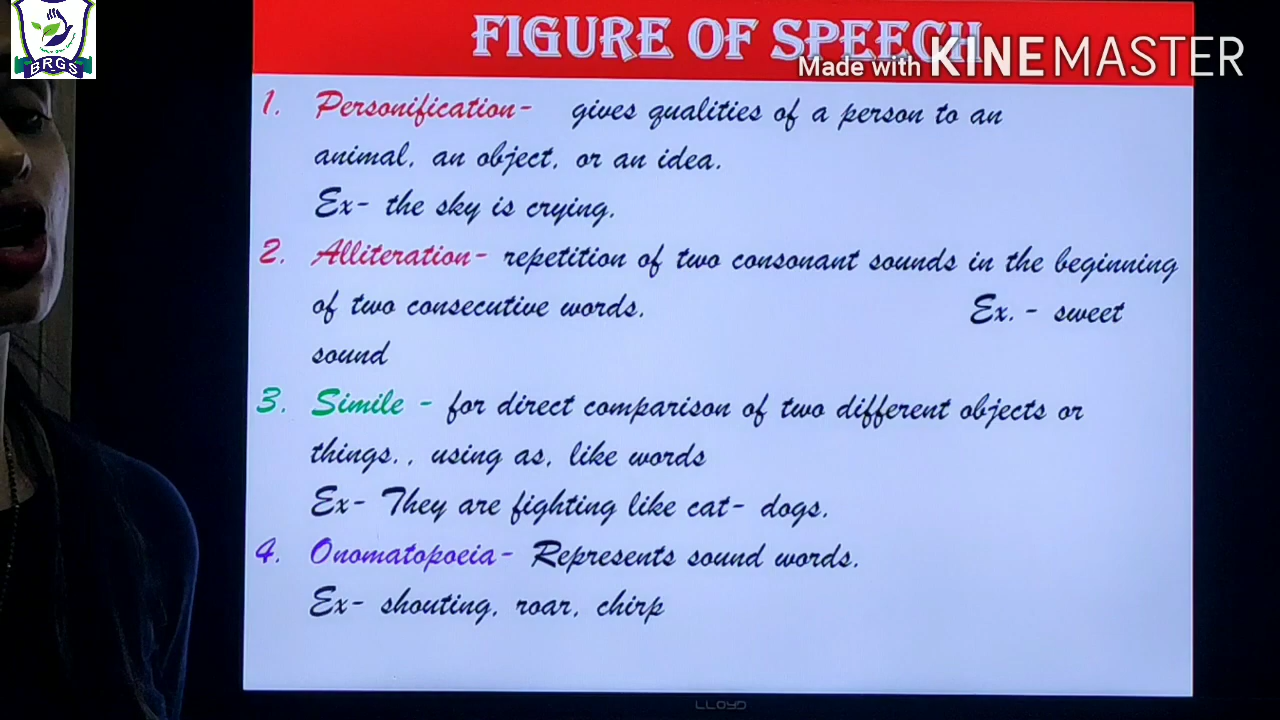 BRGS
FIGURE OF SPEECH
Made with KINEMASTER
1. Personification- gives qualities of a person to an
animal, an object, or an idea.
Ex- the sky is crying.
2. Alliteration- repetition of two consonant sounds in the beginning
of two consecutive words. Ex. - sweet
sound
3. Simile - for direct comparison of two different objects or
things. , using as, like words
Ex- They are fighting like cat- dogs.
4. Onomatopoeia- Represents sound words.
Ex- shouting, roar, chirp
LLOYD